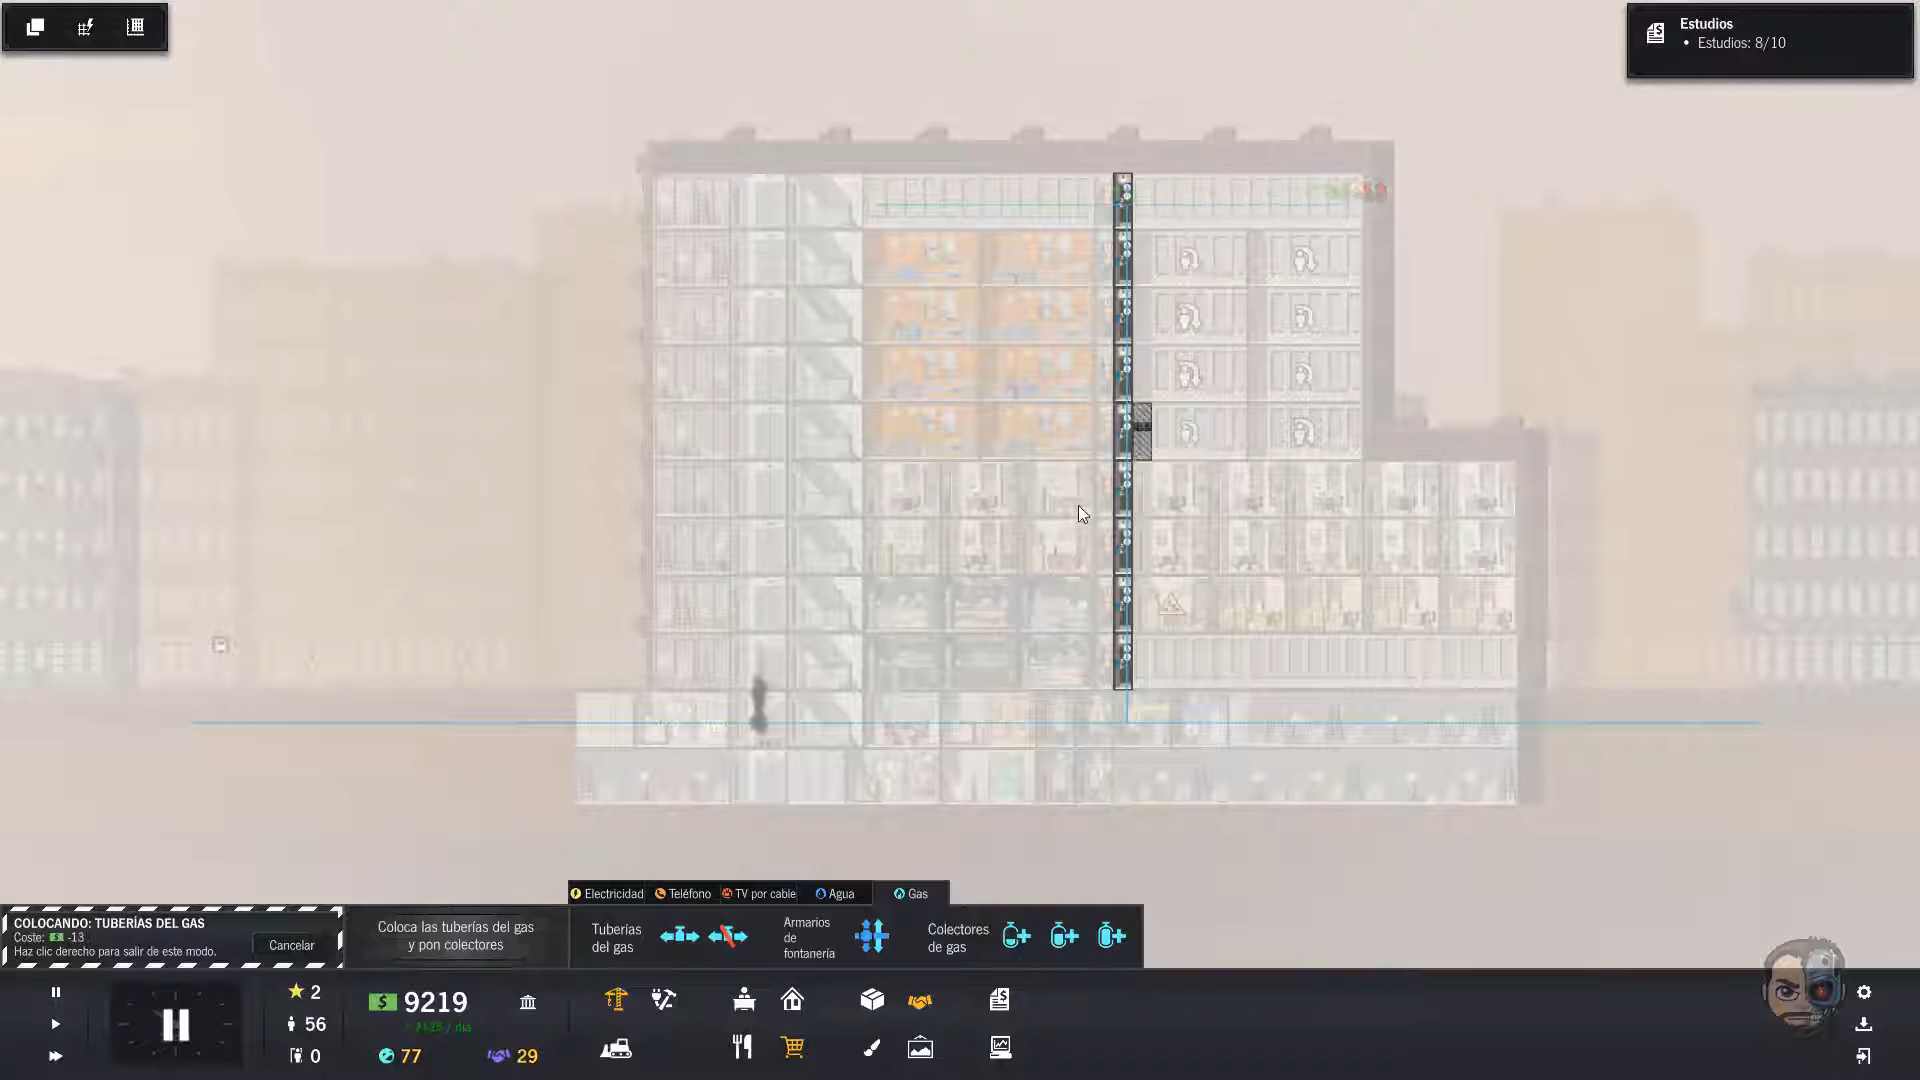 Estudios
• Estudios: 8/10
Electricidad
Teléfono
TV por cable
Agua
Gas
COLOCANDO: TUBERÍAS DEL GAS
Coste: $ -13
Haz clic derecho para salir de este modo.
Cancelar
Coloca las tuberías del gas
y pon colectores
Tuberías
del gas
Armarios
de
fontanería
Colectores
de gas
2
56
0
$ 9219
/ día
77
29